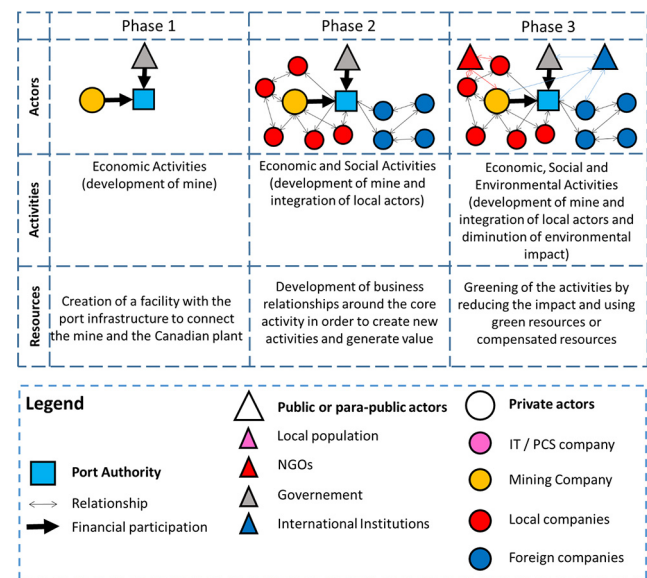 Phase 1
Phase 2
Phase 3
Actors
Activities
Economic Activities
(development of mine)
Economic and Social Activities
(development of mine and
integration of local actors)
Economic, Social and
Environmental Activities
(development of mine and
integration of local actors and
diminution of environmental
impact)
Resources
Creation of a facility with the
port infrastructure to connect
the mine and the Canadian plant
Development of business
relationships around the core
activity in order to create new
activities and generate value
Greening of the activities by
reducing the impact and using
green resources or
compensated resources
Legend
Port Authority
Relationship
Financial participation
Public or para-public actors
Local population
NGOs
Governement
International Institutions
Private actors
IT / PCS company
Mining Company
Local companies
Foreign companies